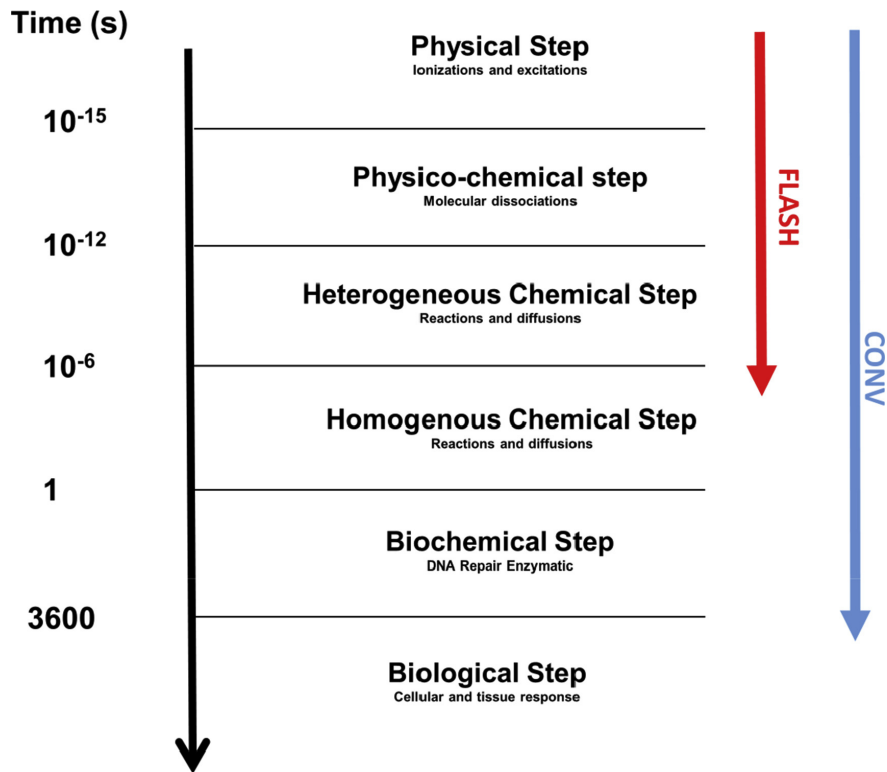 Time (s)
Physical Step
Ionizations and excitations
10⁻¹⁵
Physico-chemical step
Molecular dissociations
10⁻¹²
Heterogeneous Chemical Step
Reactions and diffusions
10⁻⁶
Homogenous Chemical Step
Reactions and diffusions
1
Biochemical Step
DNA Repair Enzymatic
3600
Biological Step
Cellular and tissue response
FLASH
CONV